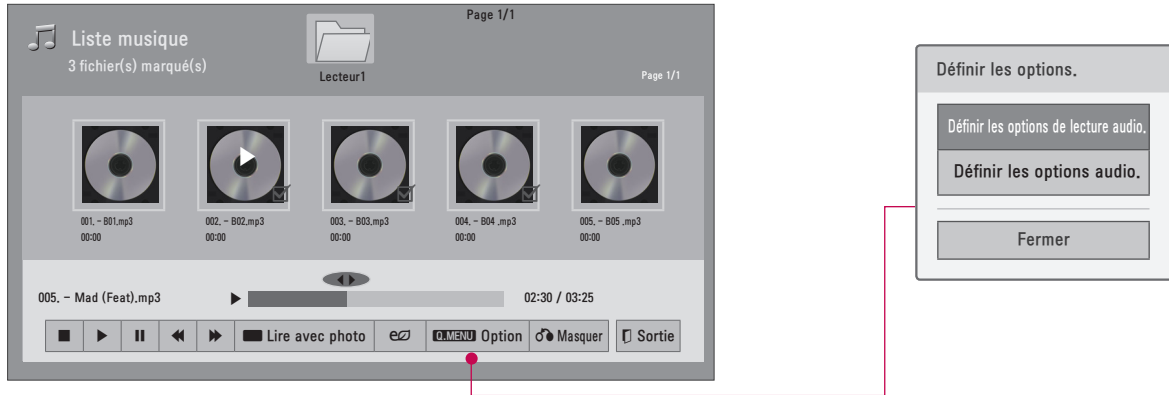 Page 1/1
Liste musique
3 fichier(s) marqué(s)
Lecteur1
Page 1/1
001. - B01.mp3
00:00
002. - B02.mp3
00:00
003. - B03.mp3
00:00
004. - B04 .mp3
00:00
005. - B05 .mp3
00:00
005. - Mad (Feat).mp3
02:30 / 03:25
Lire avec photo
Q.MENU Option
Masquer
Sortie
Définir les options.
Définir les options de lecture audio.
Définir les options audio.
Fermer